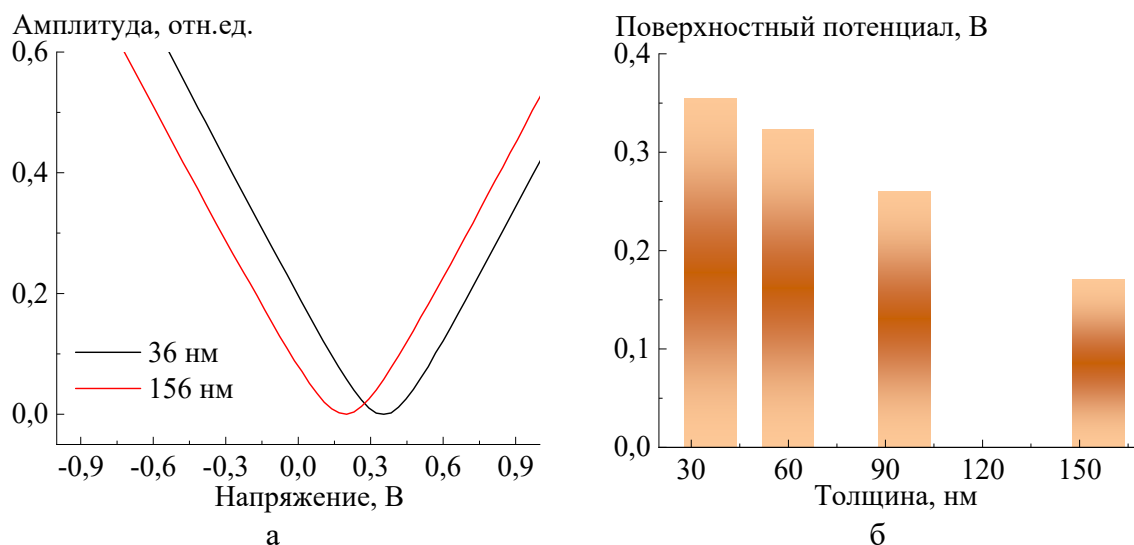 Амплитуда, отн.ед.
0,6
0,4
0,2
0,0
36 нм
156 нм
-0,9 -0,6 -0,3 0,0 0,3 0,6 0,9
Напряжение, В
а
Поверхностный потенциал, В
0,4
0,3
0,2
0,1
0,0
30 60 90 120 150
Толщина, нм
б